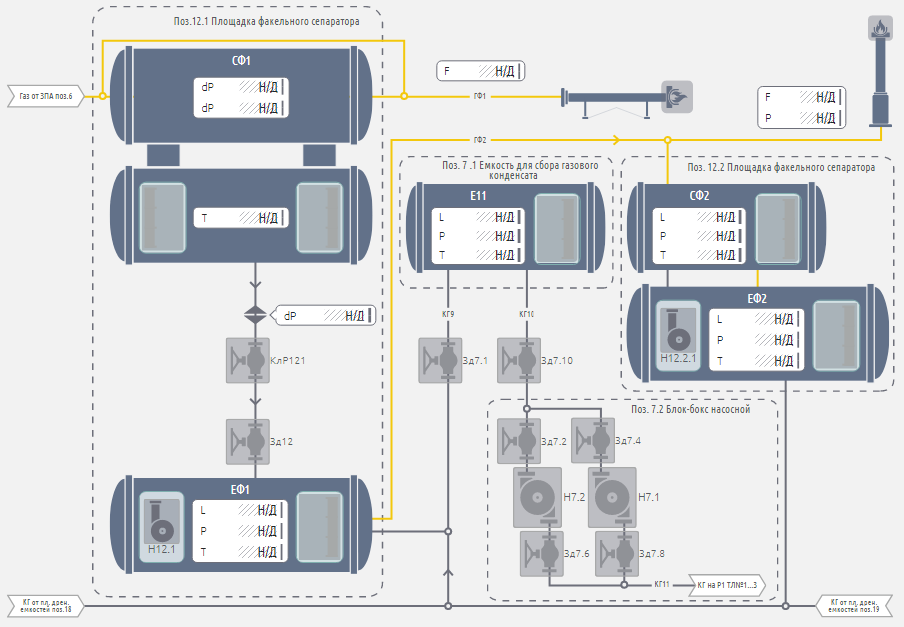 Поз.12.1 Площадка факельного сепаратора
СФ1
dP Н/Д
dP Н/Д
Газ от ЗПА поз.6
F Н/Д
ГФ1
F Н/Д
P Н/Д
ГФ2
T Н/Д
Поз. 7 .1 Емкость для сбора газового
конденсата
E11
L Н/Д
P Н/Д
T Н/Д
Поз. 12.2 Площадка факельного сепаратора
СФ2
L Н/Д
P Н/Д
T Н/Д
ЕФ2
L Н/Д
P Н/Д
T Н/Д
Н12.2.1
dP Н/Д
КГ9
КГ10
КлР121
Зд7.1
Зд7.10
Зд12
Поз. 7.2 Блок-бокс насосной
Зд7.2
Зд7.4
Н7.2
Н7.1
Зд7.6
Зд7.8
ЕФ1
L Н/Д
P Н/Д
T Н/Д
Н12.1
КГ11
КГ на Р1 ТЛ№1...3
КГ от пл. дрен.
емкостей поз.18
КГ от пл. дрен.
емкостей поз.19